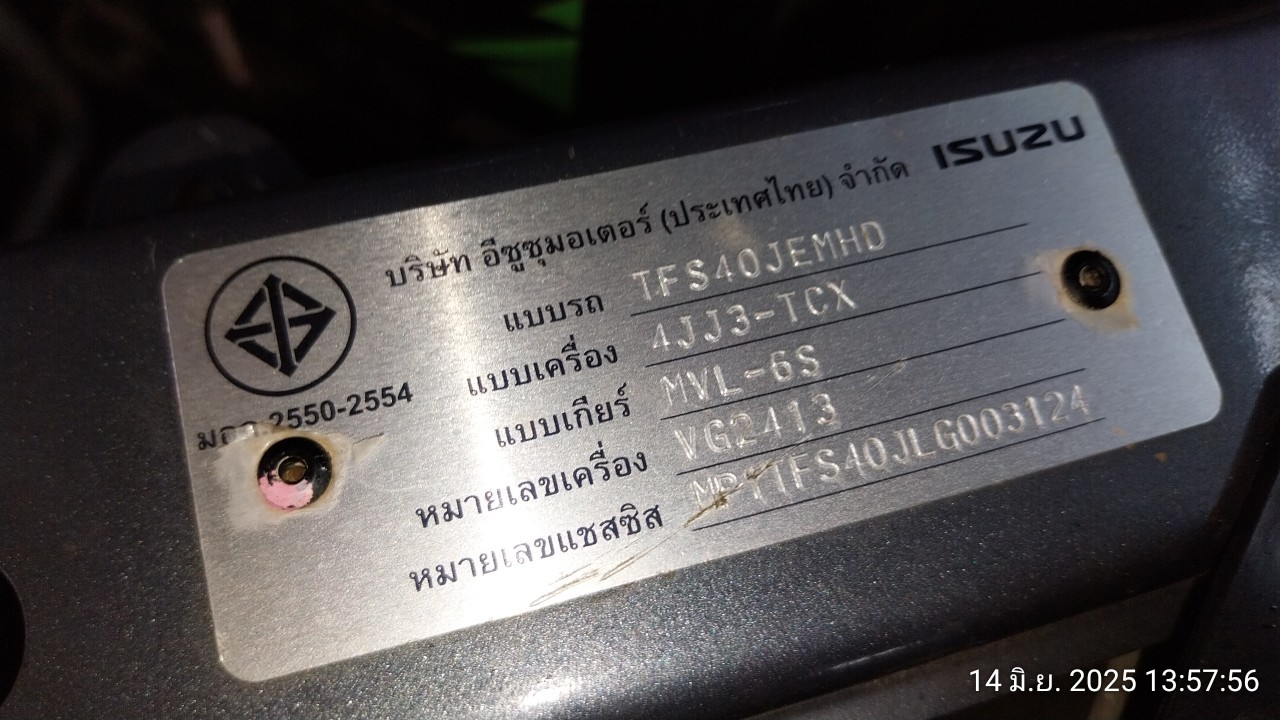 ISUZU
บริษัท อีซูซุมอเตอร์ (ประเทศไทย) จำกัด
แบบรถ TFS40JEMHD
แบบเครื่อง 4JJ3-TCX
แบบเกียร์ MVL-6S
หมายเลขเครื่อง VG2413
หมายเลขแชสซิส MP1TFS40JLG003124
มอก 2550-2554
14 มิ.ย. 2025 13:57:56